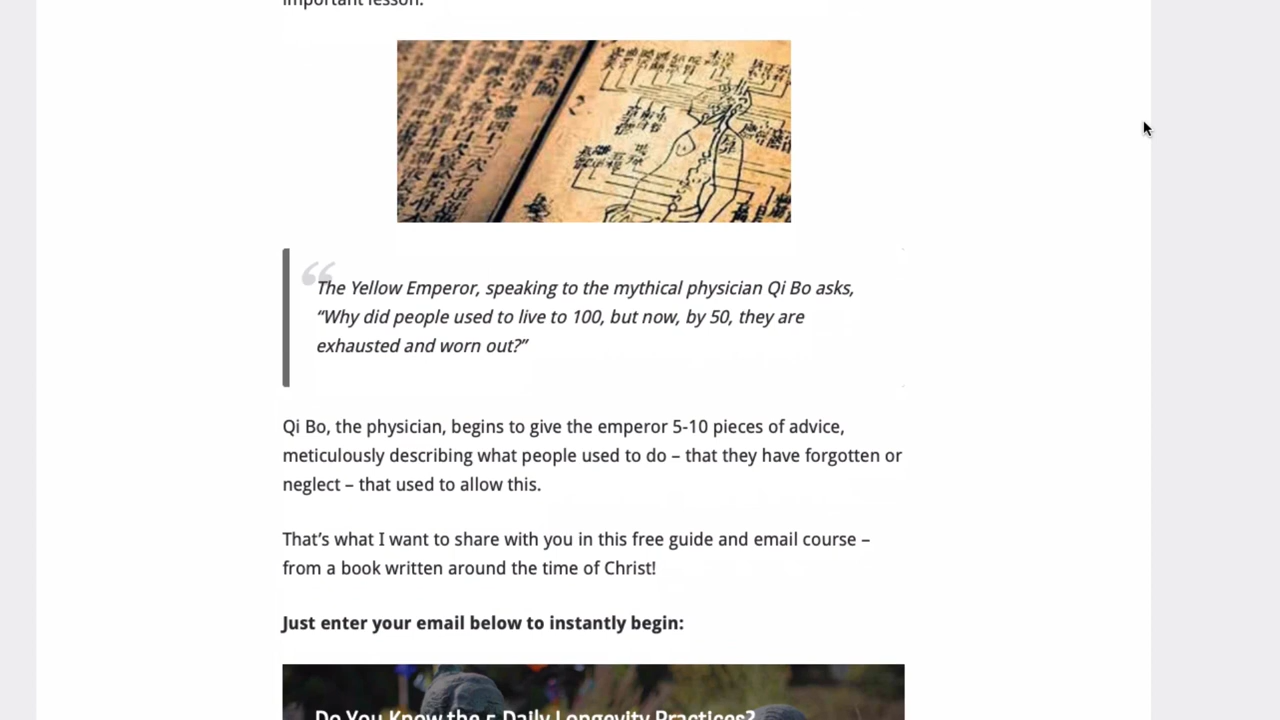 important lesson.
The Yellow Emperor, speaking to the mythical physician Qi Bo asks,
“Why did people used to live to 100, but now, by 50, they are
exhausted and worn out?”
Qi Bo, the physician, begins to give the emperor 5-10 pieces of advice,
meticulously describing what people used to do – that they have forgotten or
neglect – that used to allow this.
That’s what I want to share with you in this free guide and email course –
from a book written around the time of Christ!
Just enter your email below to instantly begin:
Do You Know the 5 Daily Longevity Practices?